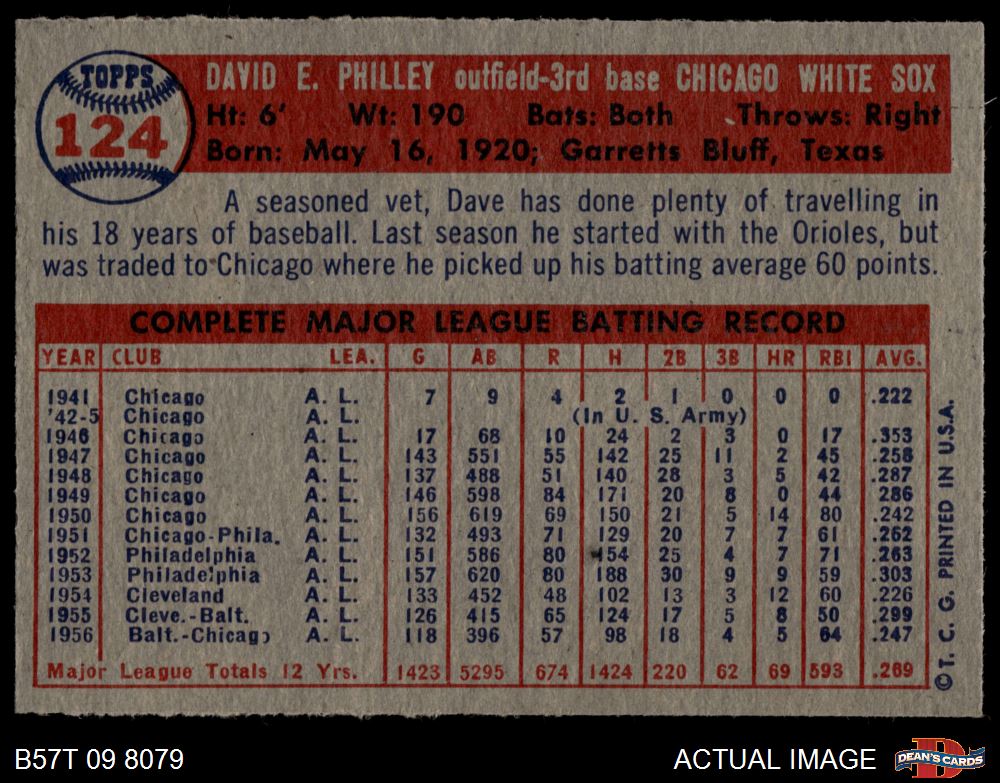 TOPPS
124
DAVID E. PHILLEY outfield-3rd base CHICAGO WHITE SOX
Ht: 6' Wt: 190 Bats: Both Throws: Right
Born: May 16, 1920; Garretts Bluff, Texas
A seasoned vet, Dave has done plenty of travelling in
his 18 years of baseball. Last season he started with the Orioles, but
was traded to Chicago where he picked up his batting average 60 points.
COMPLETE MAJOR LEAGUE BATTING RECORD
YEAR CLUB LEA. G AB R H 2B 3B HR RBI AVG.
1941 Chicago A. L. 7 9 4 2 1 0 0 0 .222
'42-5 Chicago A. L. (In U. S. Army)
1946 Chicago A. L. 17 68 10 24 2 3 0 17 .353
1947 Chicago A. L. 143 551 55 142 25 11 2 45 .258
1948 Chicago A. L. 137 488 51 140 28 3 5 42 .287
1949 Chicago A. L. 146 598 84 171 20 8 0 44 .286
1950 Chicago A. L. 156 619 69 150 21 5 14 80 .242
1951 Chicago-Phila. A. L. 132 493 71 129 20 7 7 61 .262
1952 Philadelphia A. L. 151 586 80 154 25 4 7 71 .263
1953 Philadelphia A. L. 157 620 80 188 30 9 9 59 .303
1954 Cleveland A. L. 133 452 48 102 13 3 12 60 .226
1955 Cleve.-Balt. A. L. 126 415 65 124 17 5 8 50 .299
1956 Balt.-Chicago A. L. 118 396 57 98 18 4 5 64 .247
Major League Totals 12 Yrs. 1423 5295 674 1424 220 62 69 593 .269
©T. C. G. PRINTED IN U.S.A.
B57T 09 8079
ACTUAL IMAGE
D
DEAN'S CARDS